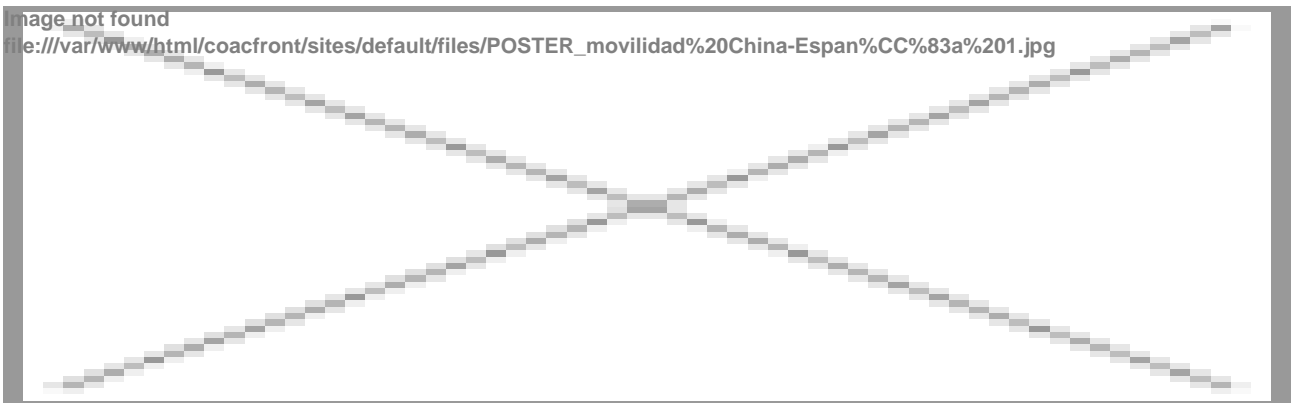 Image not found
file:///var/www/html/coacfront/sites/default/files/POSTER_movilidad%20China-Espan%CC%83a%201.jpg